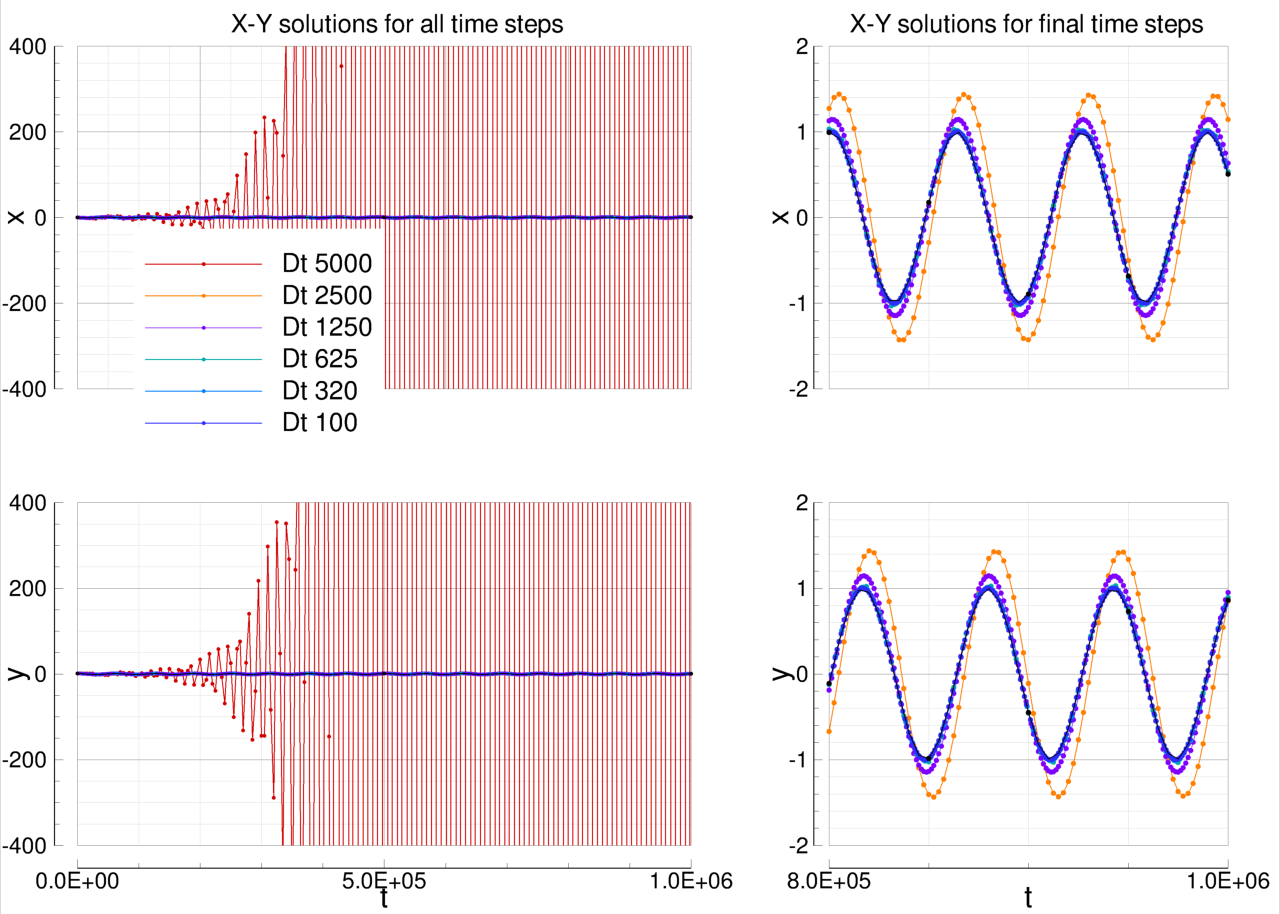 X-Y solutions for all time steps
X-Y solutions for final time steps
400
200
0
-200
-400
x
Dt 5000
Dt 2500
Dt 1250
Dt 625
Dt 320
Dt 100
2
1
0
-1
-2
x
400
200
0
-200
-400
y
0.0E+00
5.0E+05
1.0E+06
t
2
1
0
-1
-2
y
8.0E+05
1.0E+06
t